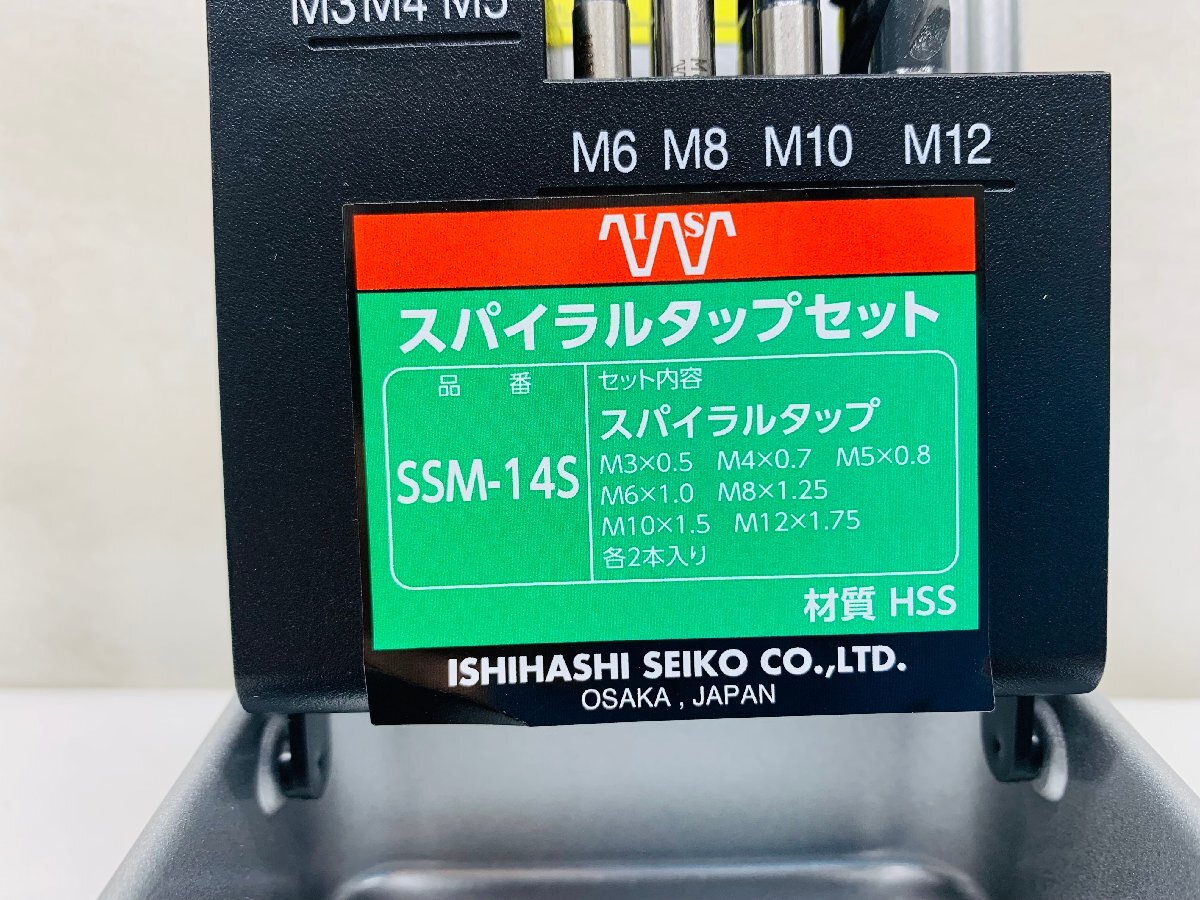 M3 M4 M5
M6 M8 M10 M12
IS
スパイラルタップセット
品番
SSM-14S
セット内容
スパイラルタップ
M3×0.5 M4×0.7 M5×0.8
M6×1.0 M8×1.25
M10×1.5 M12×1.75
各2本入り
材質 HSS
ISHIHASHI SEIKO CO.,LTD.
OSAKA , JAPAN